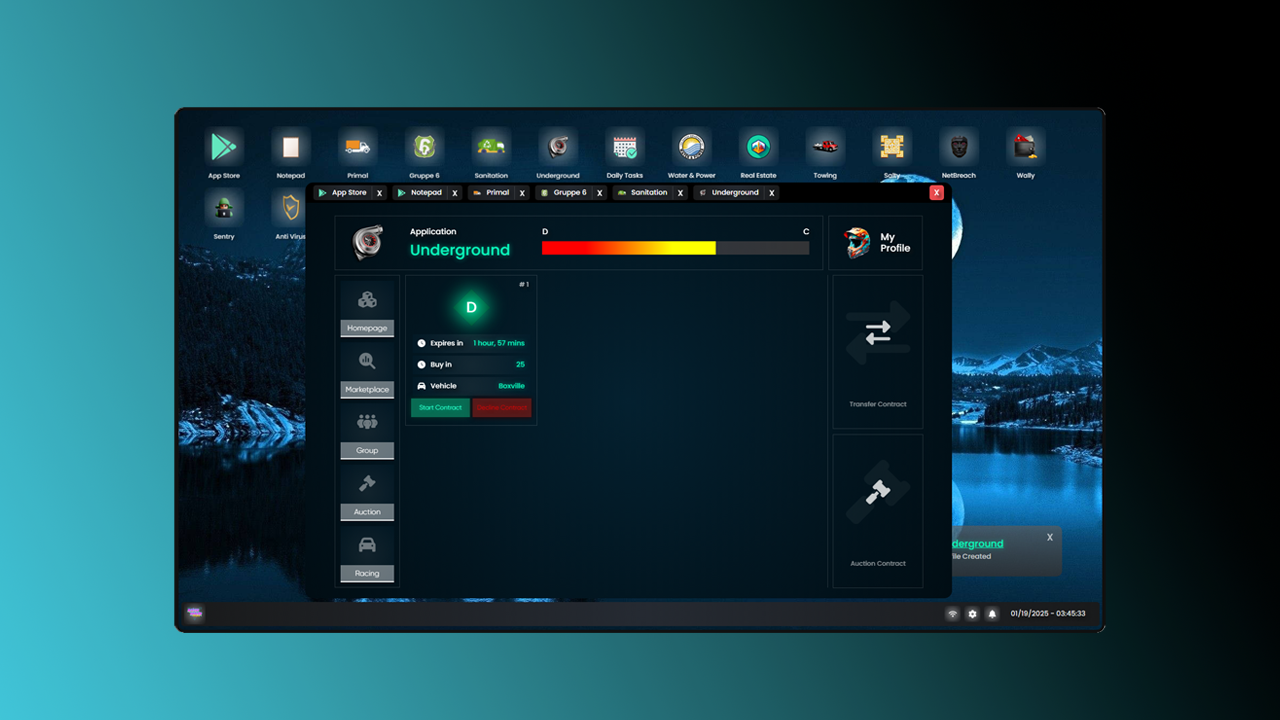 App Store
Notepad
Primal
Gruppe 6
Sanitation
Underground
Daily Tasks
Water & Power
Real Estate
Towing
Salty
NetBreach
Wally
Sentry
Anti Virus
App Store X
Notepad X
Primal X
Gruppe 6 X
Sanitation X
Underground X
X
Application
Underground
D
C
My
Profile
Homepage
Marketplace
Group
Auction
Racing
#1
D
Expires in 1 hour, 57 mins
Buy in 25
Vehicle Boxville
Start Contract
Decline Contract
Transfer Contract
Auction Contract
derground
X
ile Created
01/19/2025 - 03:45:33